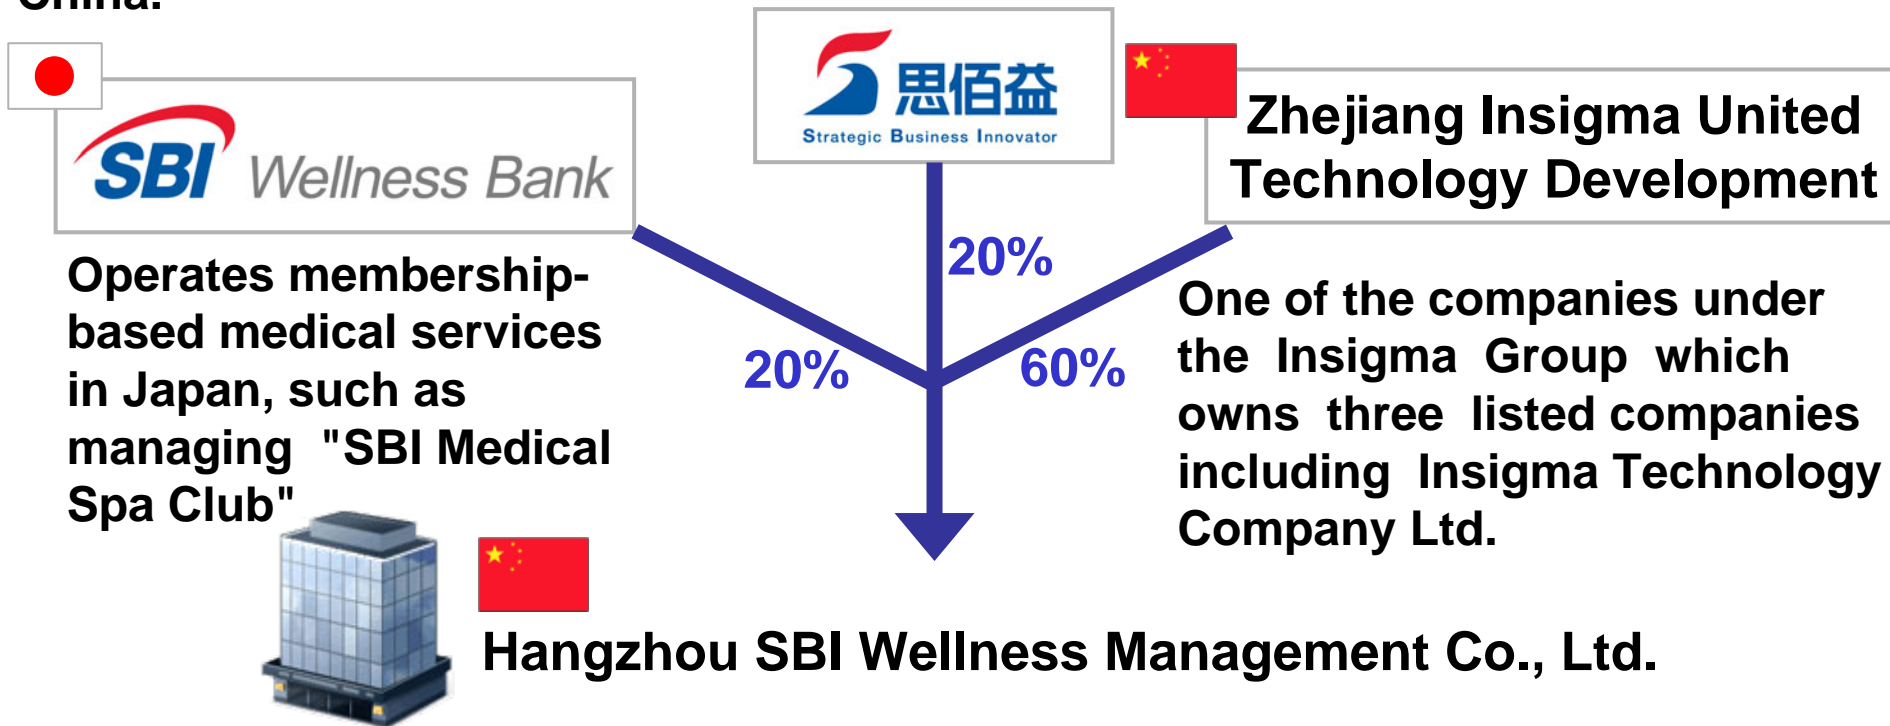 China.
思佰益
Strategic Business Innovator
SBI Wellness Bank
Zhejiang Insigma United
Technology Development
20%
20%
60%
Operates membership-
based medical services
in Japan, such as
managing "SBI Medical
Spa Club"
One of the companies under
the Insigma Group which
owns three listed companies
including Insigma Technology
Company Ltd.
Hangzhou SBI Wellness Management Co., Ltd.